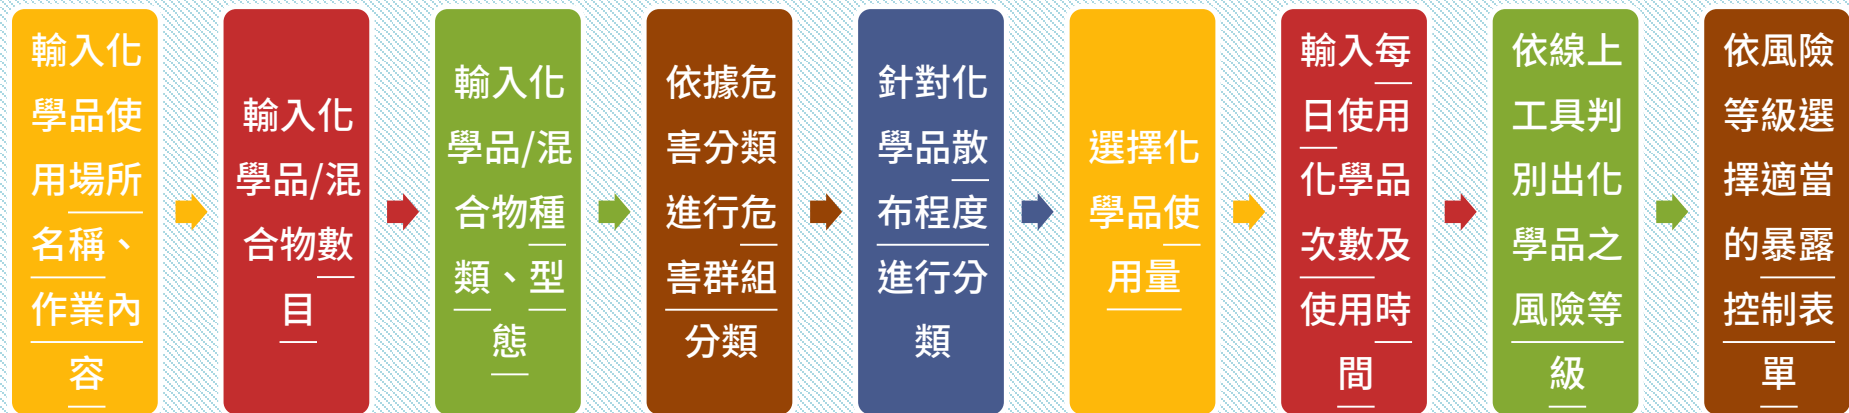 輸入化
學品使
用場所
名稱、
作業內
容
輸入化
學品/混
合物數
目
輸入化
學品/混
合物種
類、型
態
依據危
害分類
進行危
害群組
分類
針對化
學品散
布程度
進行分
類
選擇化
學品使
用量
輸入每
日使用
化學品
次數及
使用時
間
依線上
工具判
別出化
學品之
風險等
級
依風險
等級選
擇適當
的暴露
控制表
單